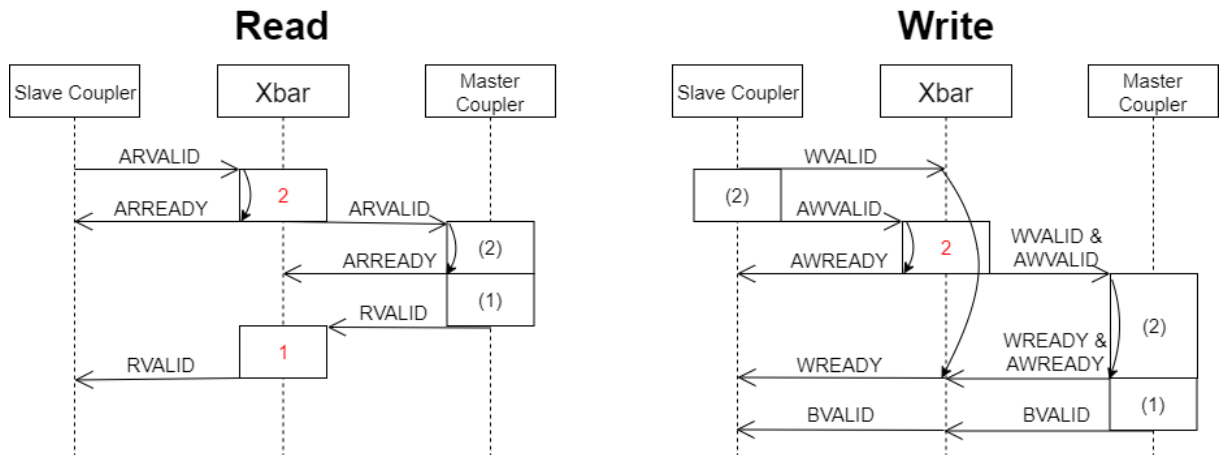 Read
Slave Coupler
Xbar
Master
Coupler
ARVALID
2
ARREADY
ARVALID
(2)
ARREADY
(1)
RVALID
1
RVALID
Write
Slave Coupler
Xbar
Master
Coupler
WVALID
(2)
AWVALID
2
WVALID &
AWVALID
AWREADY
(2)
WREADY &
AWREADY
WREADY
(1)
BVALID
BVALID